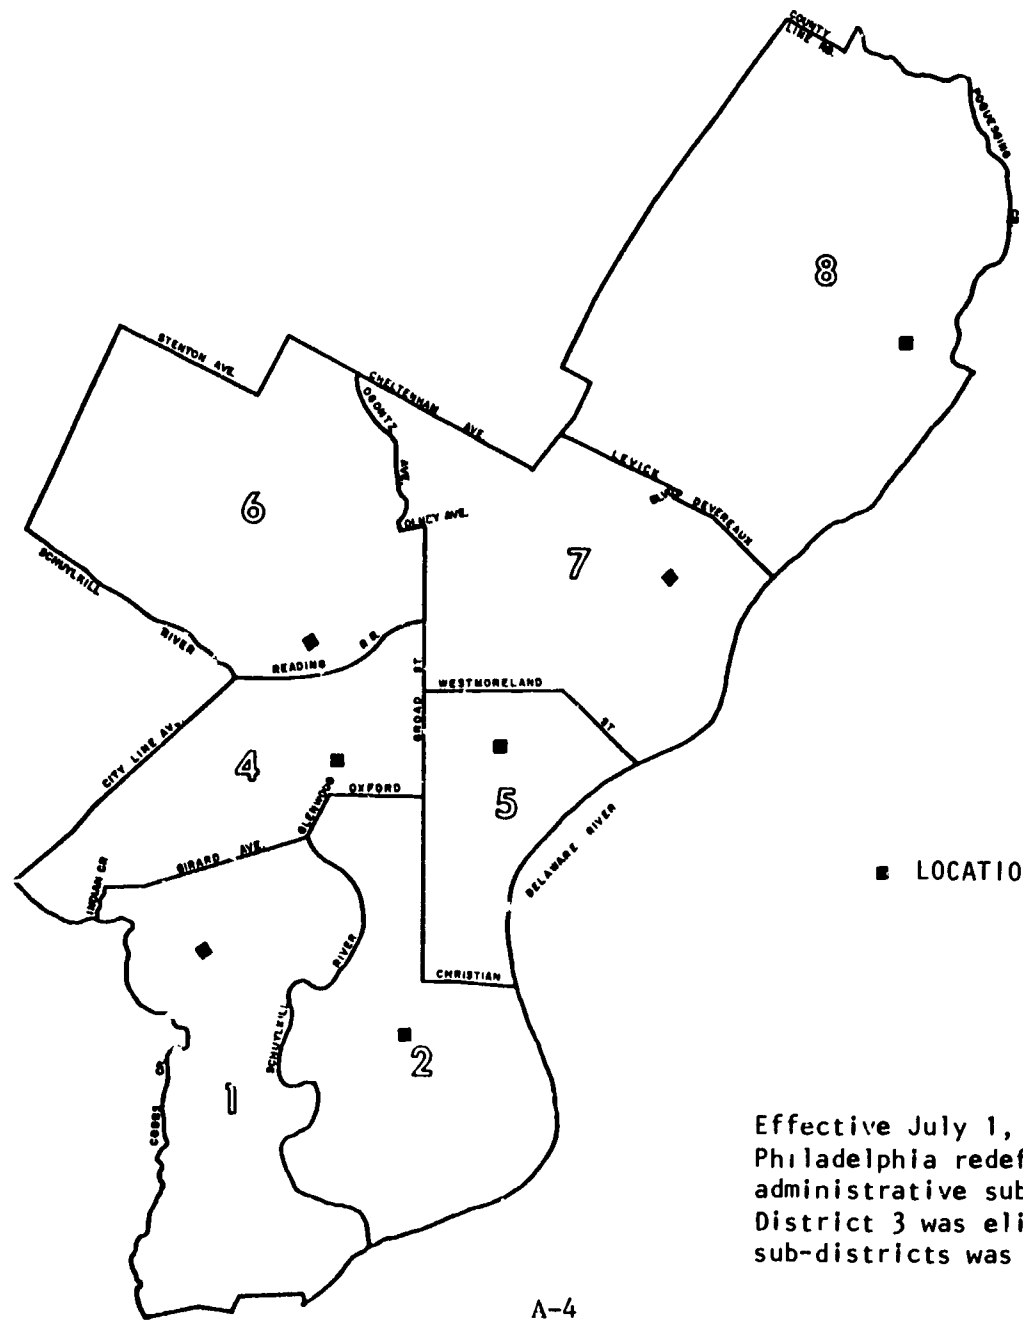 COUNTY
LINE RD.
POQUESSING
CR.
8
STENTON AVE.
CHELTENHAM AVE.
OGONTZ
AVE.
LEVICK
BLVD
DEVEREAUX
6
OLNEY AVE.
7
SCHUYLKILL
RIVER
READING R.R.
BROAD ST
WESTMORELAND
ST
CITY LINE AVE.
4
GLENWOOD
OXFORD
5
GIRARD AVE.
INDIAN CR
DELAWARE RIVER
■ LOCATIO
RIVER
SCHUYLKILL
CHRISTIAN
2
1
COBBS CR.
Effective July 1,
Philadelphia redef
administrative sub
District 3 was eli
sub-districts was
A-4